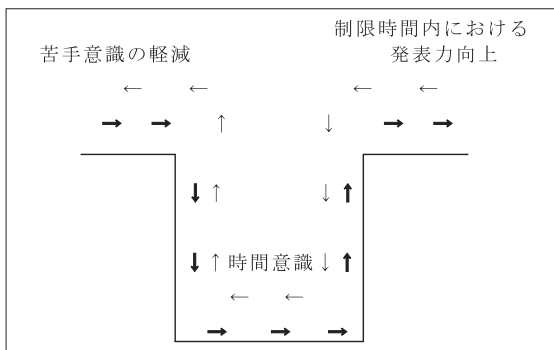 制限時間内における
発表力向上
苦手意識の軽減
時間意識